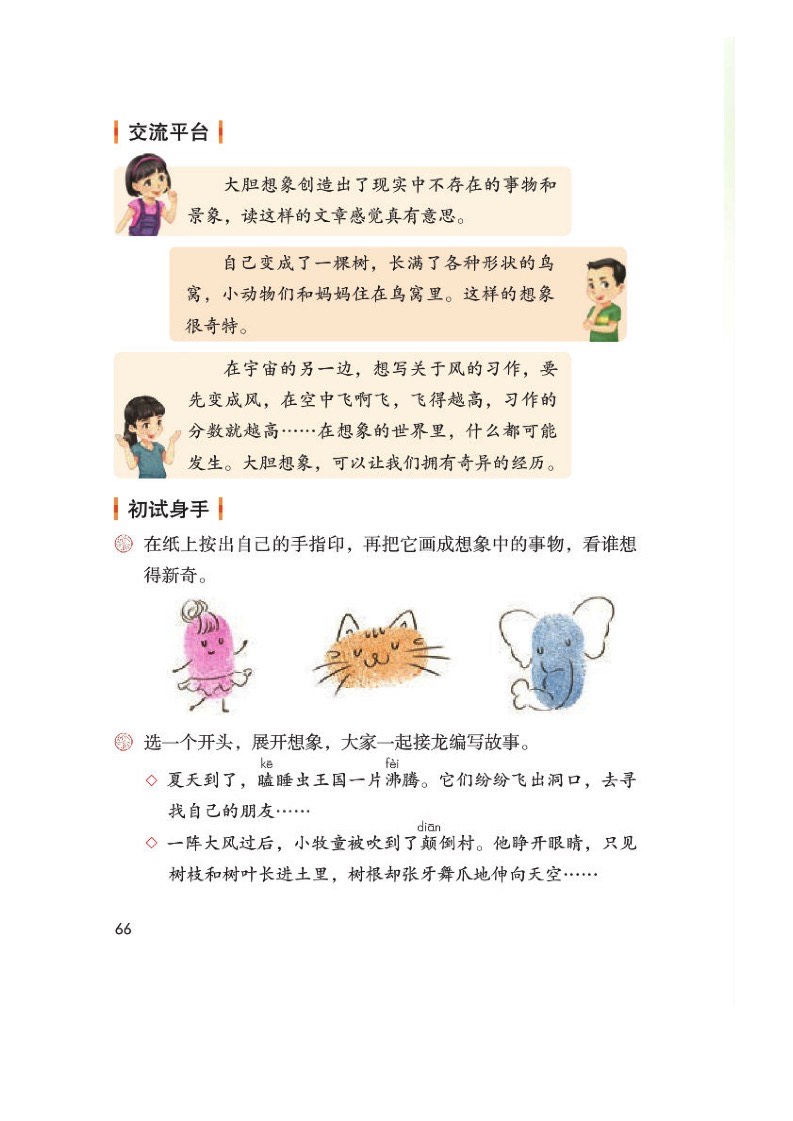 交流平台
大胆想象创造出了现实中不存在的事物和
景象，读这样的文章感觉真有意思。
自己变成了一棵树，长满了各种形状的鸟
窝，小动物们和妈妈住在鸟窝里。这样的想象
很奇特。
在宇宙的另一边，想写关于风的习作，要
先变成风，在空中飞啊飞，飞得越高，习作的
分数就越高……在想象的世界里，什么都可能
发生。大胆想象，可以让我们拥有奇异的经历。
初试身手
在纸上按出自己的手指印，再把它画成想象中的事物，看谁想
得新奇。
选一个开头，展开想象，大家一起接龙编写故事。
kē fèi
◇ 夏天到了，瞌睡虫王国一片沸腾。它们纷纷飞出洞口，去寻
找自己的朋友……
diān
◇ 一阵大风过后，小牧童被吹到了颠倒村。他睁开眼睛，只见
树枝和树叶长进土里，树根却张牙舞爪地伸向天空……
66